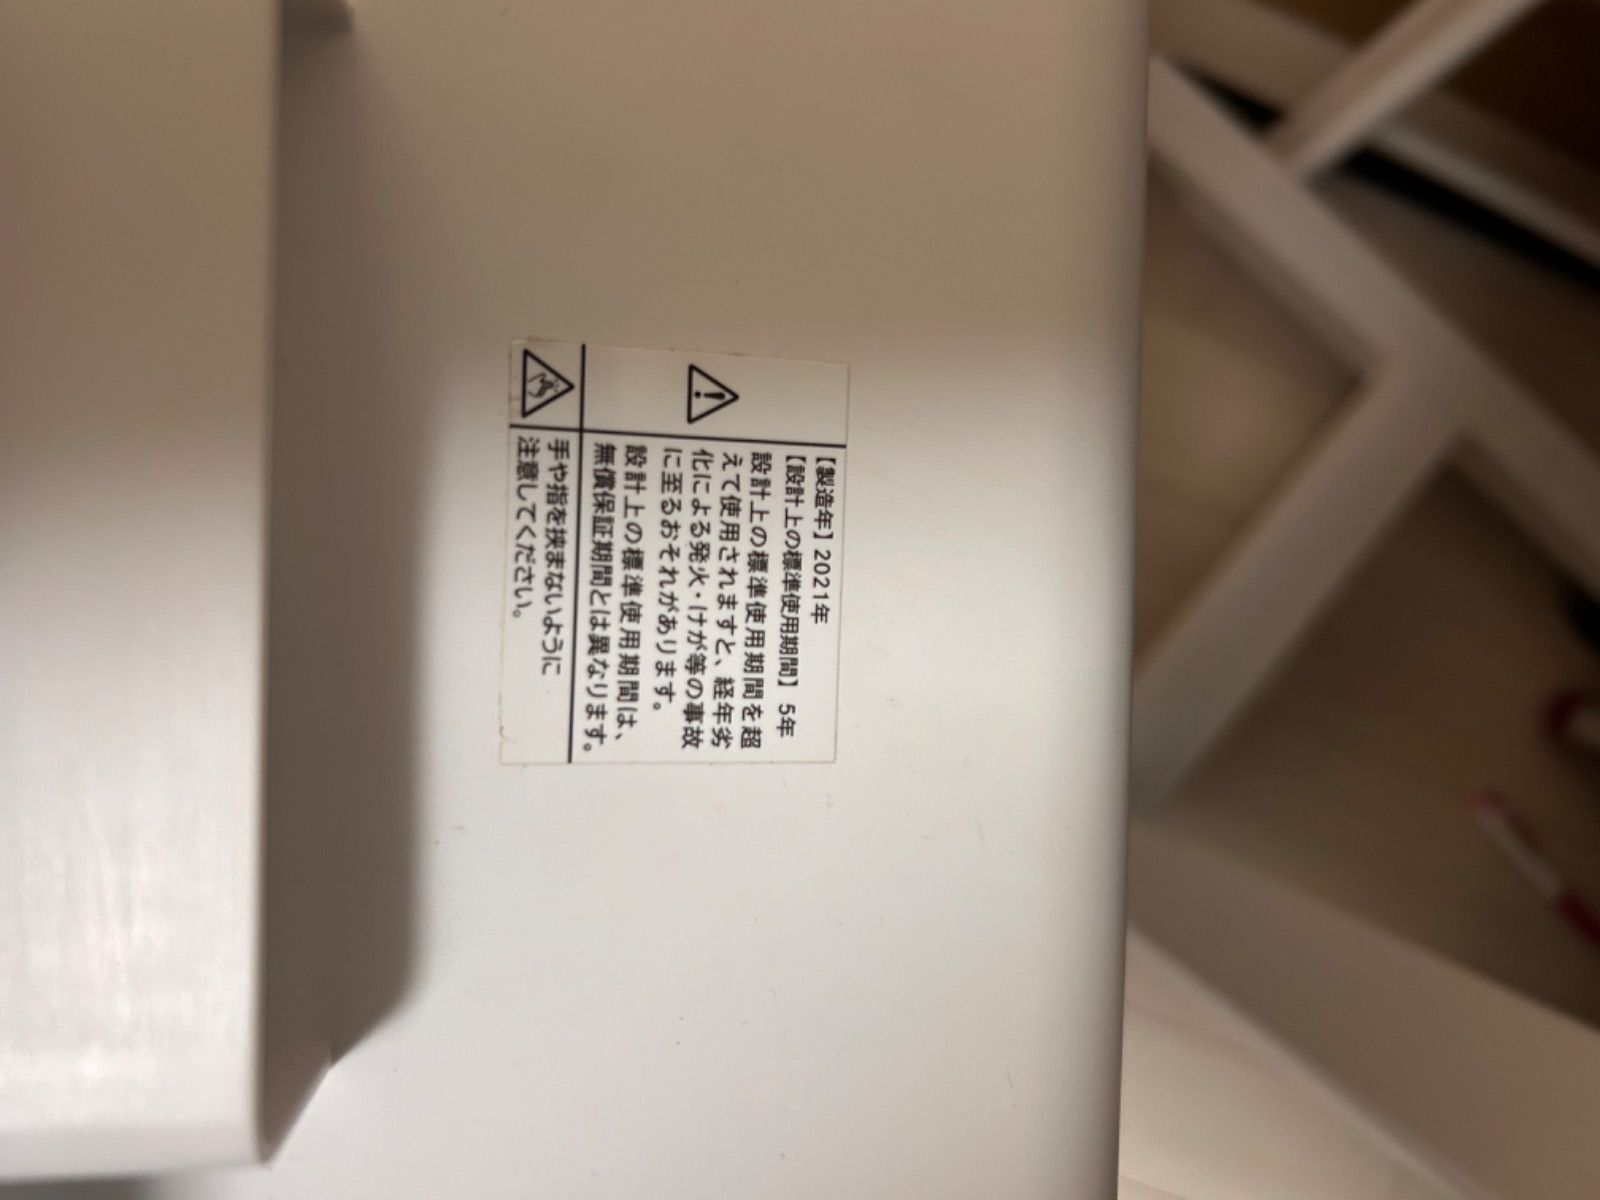 【製造年】2021年
【設計上の標準使用期間】 5年
設計上の標準使用期間を超
えて使用されますと、経年劣
化による発火・けが等の事故
に至るおそれがあります。
設計上の標準使用期間は、
無償保証期間とは異なります。
手や指を挟まないように
注意してください。